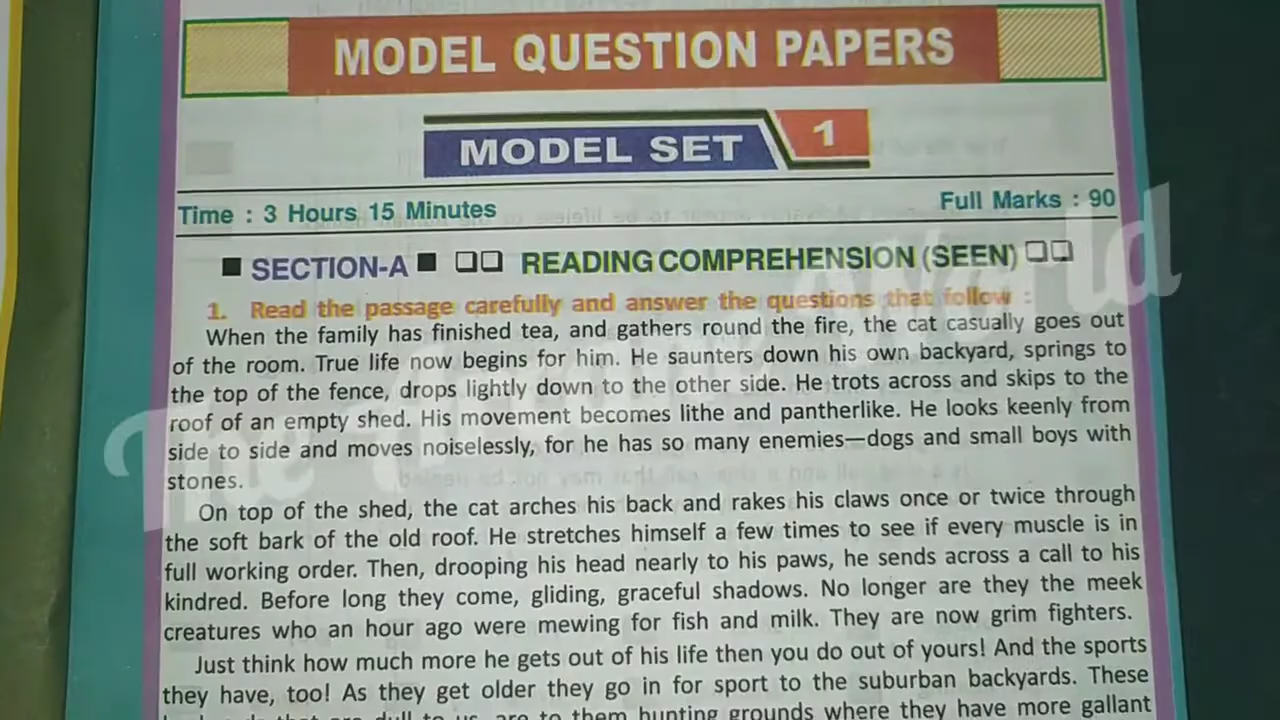 MODEL QUESTION PAPERS
MODEL SET 1
Time : 3 Hours 15 Minutes Full Marks : 90
■ SECTION-A ■ ❑❑ READING COMPREHENSION (SEEN) ❑❑
1. Read the passage carefully and answer the questions that follow :
When the family has finished tea, and gathers round the fire, the cat casually goes out
of the room. True life now begins for him. He saunters down his own backyard, springs to
the top of the fence, drops lightly down to the other side. He trots across and skips to the
roof of an empty shed. His movement becomes lithe and pantherlike. He looks keenly from
side to side and moves noiselessly, for he has so many enemies—dogs and small boys with
stones.
On top of the shed, the cat arches his back and rakes his claws once or twice through
the soft bark of the old roof. He stretches himself a few times to see if every muscle is in
full working order. Then, drooping his head nearly to his paws, he sends across a call to his
kindred. Before long they come, gliding, graceful shadows. No longer are they the meek
creatures who an hour ago were mewing for fish and milk. They are now grim fighters.
Just think how much more he gets out of his life then you do out of yours! And the sports
they have, too! As they get older they go in for sport to the suburban backyards. These
that are dull to us, are to them hunting grounds where they have more gallant
The World